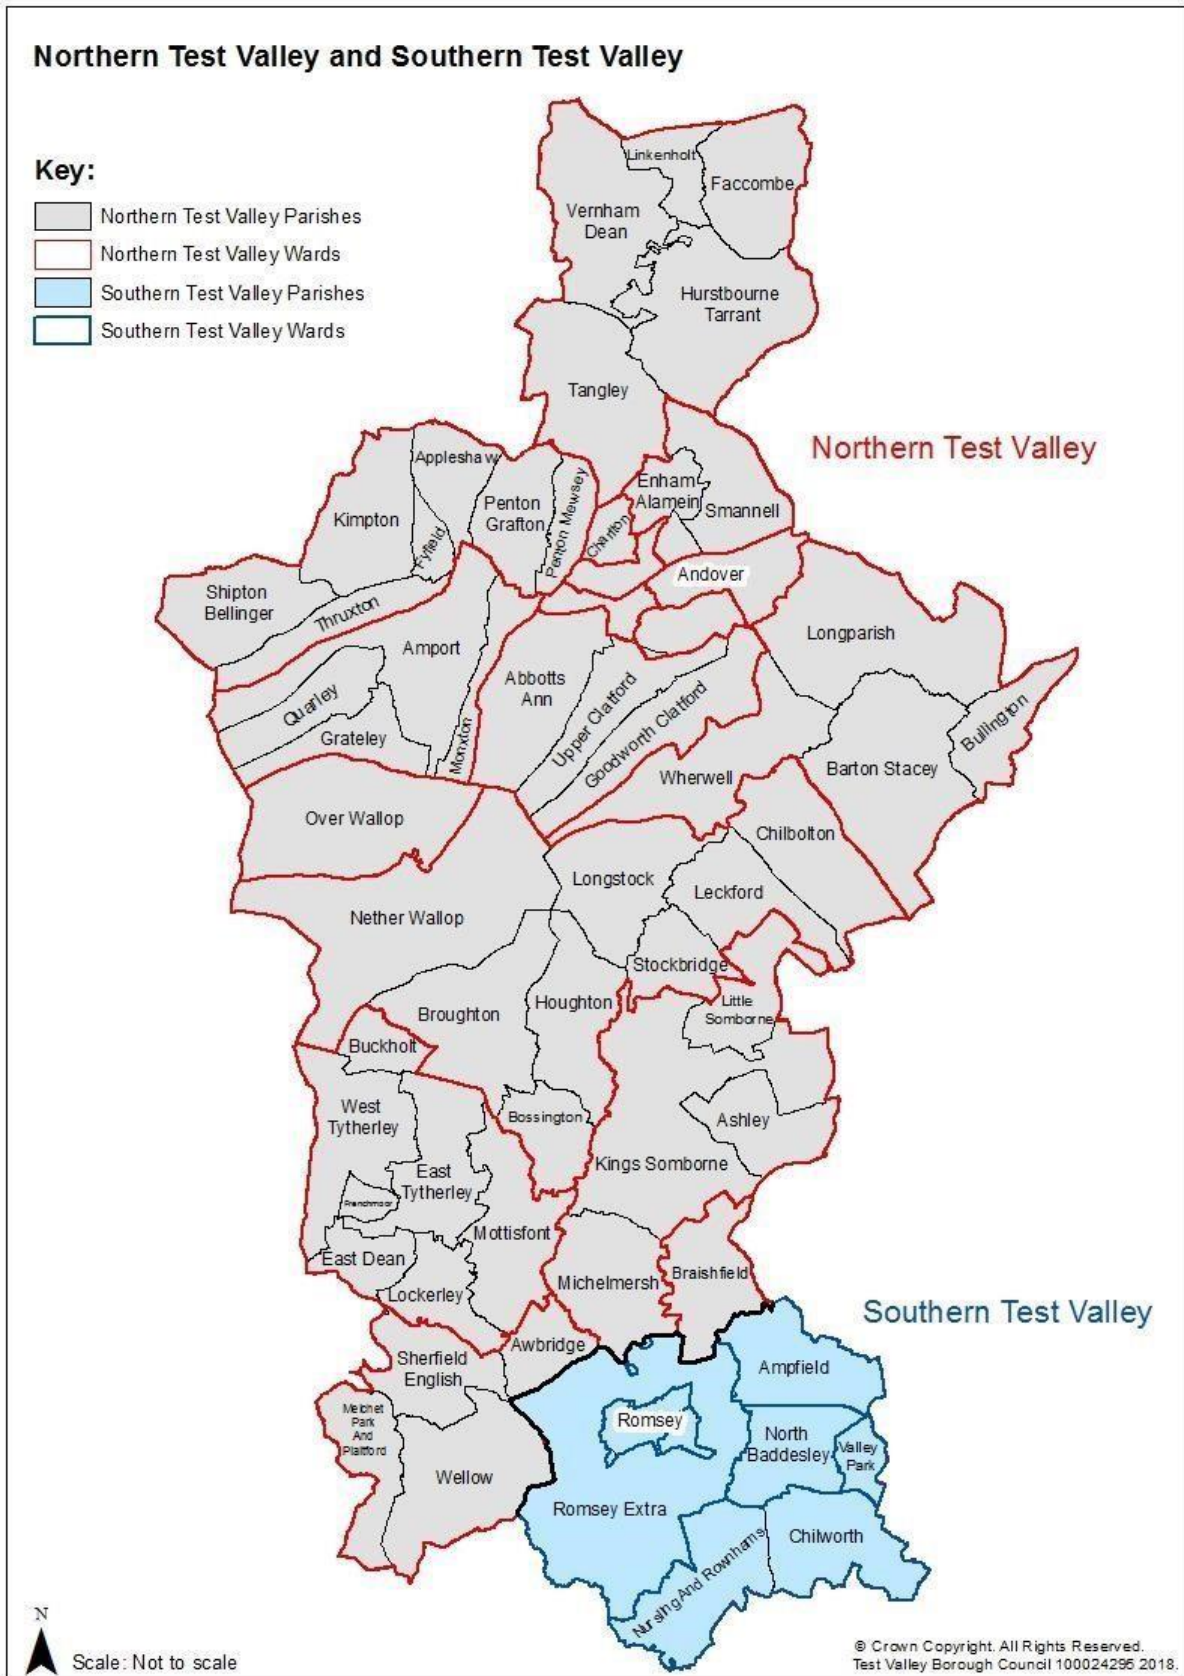 Northern Test Valley and Southern Test Valley
Key:
Northern Test Valley Parishes
Northern Test Valley Wards
Southern Test Valley Parishes
Southern Test Valley Wards
Linkenholt
Faccombe
Vernham
Dean
Hurstbourne
Tarrant
Tangley
Northern Test Valley
Appleshaw
Kimpton
Fyfield
Penton
Grafton
Penton Mewsey
Enham
Alamein
Smannell
Charlton
Andover
Shipton
Bellinger
Thruxton
Amport
Longparish
Quarley
Grateley
Monxton
Abbotts
Ann
Upper Clatford
Goodworth Clatford
Bullington
Wherwell
Barton Stacey
Over Wallop
Chilbolton
Longstock
Leckford
Nether Wallop
Stockbridge
Broughton
Houghton
Little
Somborne
Buckholt
West
Tytherley
Bossington
Ashley
East
Tytherley
Kings Somborne
Frenchmoor
Mottisfont
East Dean
Lockerley
Michelmersh
Braishfield
Southern Test Valley
Awbridge
Sherfield
English
Ampfield
Melchet
Park
And
Plaitford
Romsey
North
Baddesley
Valley
Park
Wellow
Romsey Extra
Chilworth
Nursling And Rownhams
N
Scale: Not to scale
© Crown Copyright. All Rights Reserved.
Test Valley Borough Council 100024295 2018.